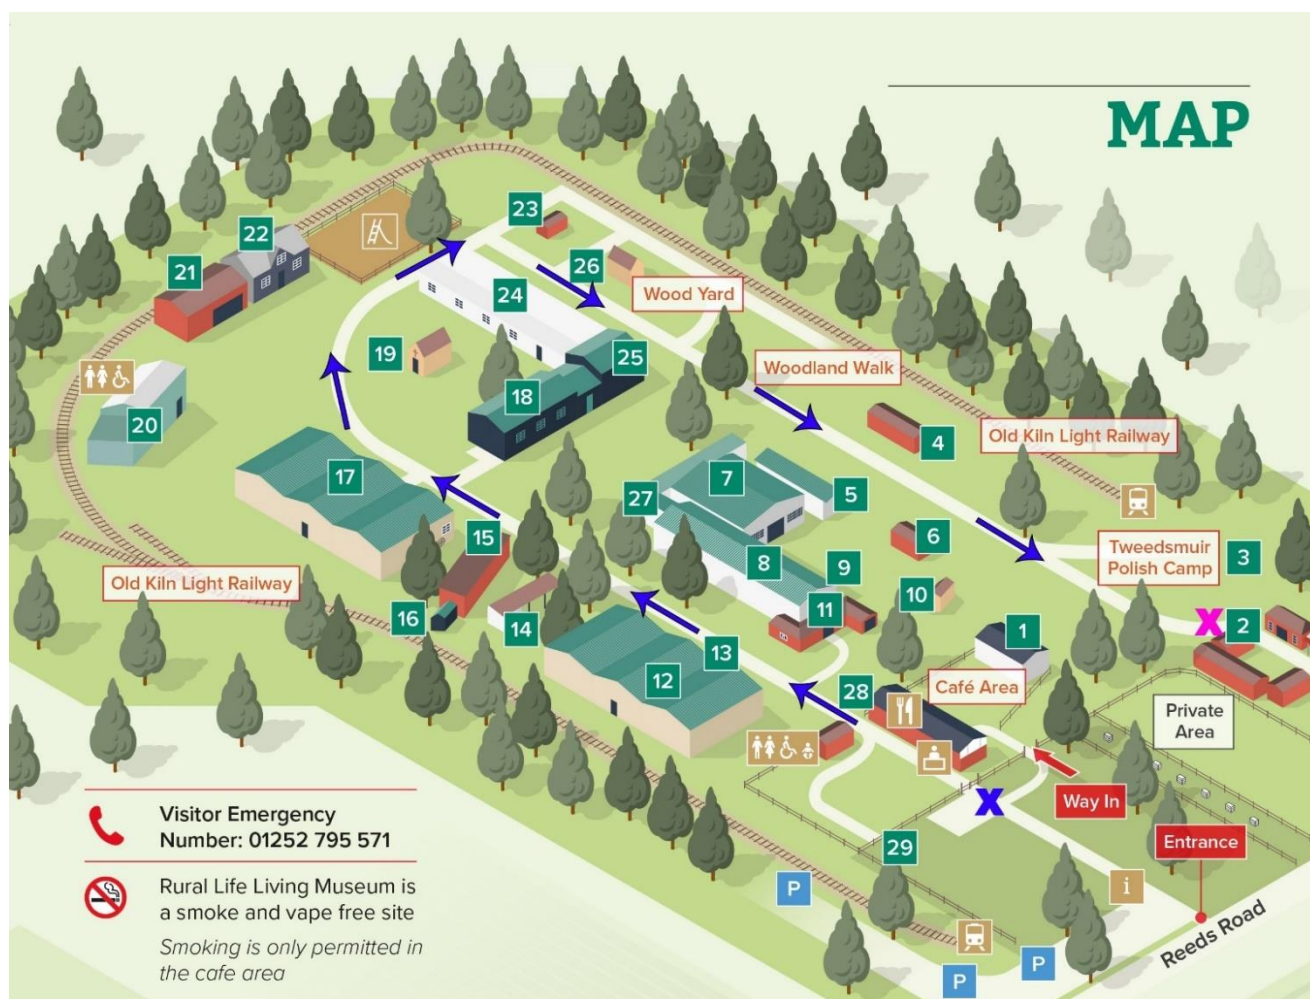 MAP
23
22
26
21
Wood Yard
24
19
25
Woodland Walk
18
20
4
Old Kiln Light Railway
17
7
5
27
15
6
Tweedsmuir
Polish Camp
3
8
9
Old Kiln Light Railway
10
16
14
11
1
X
2
13
12
28
Café Area
Private
Area
Way In
X
Visitor Emergency
Number: 01252 795 571
Entrance
29
P
i
Rural Life Living Museum is
a smoke and vape free site
Smoking is only permitted in
the cafe area
P
P
Reeds Road